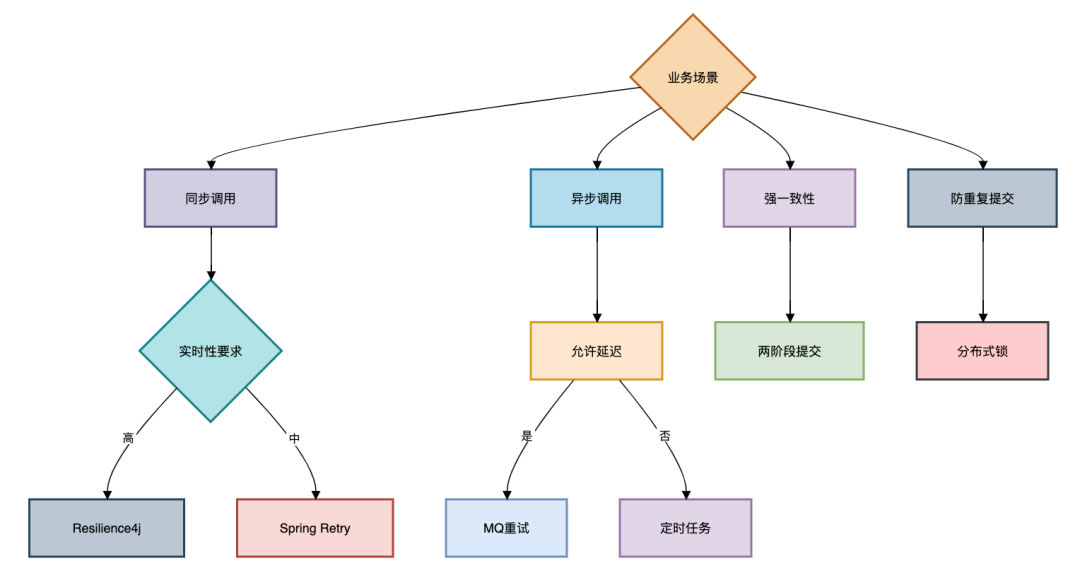 业务场景
同步调用
异步调用
强一致性
防重复提交
实时性要求
允许延迟
两阶段提交
分布式锁
高
中
是
否
Resilience4j
Spring Retry
MQ重试
定时任务